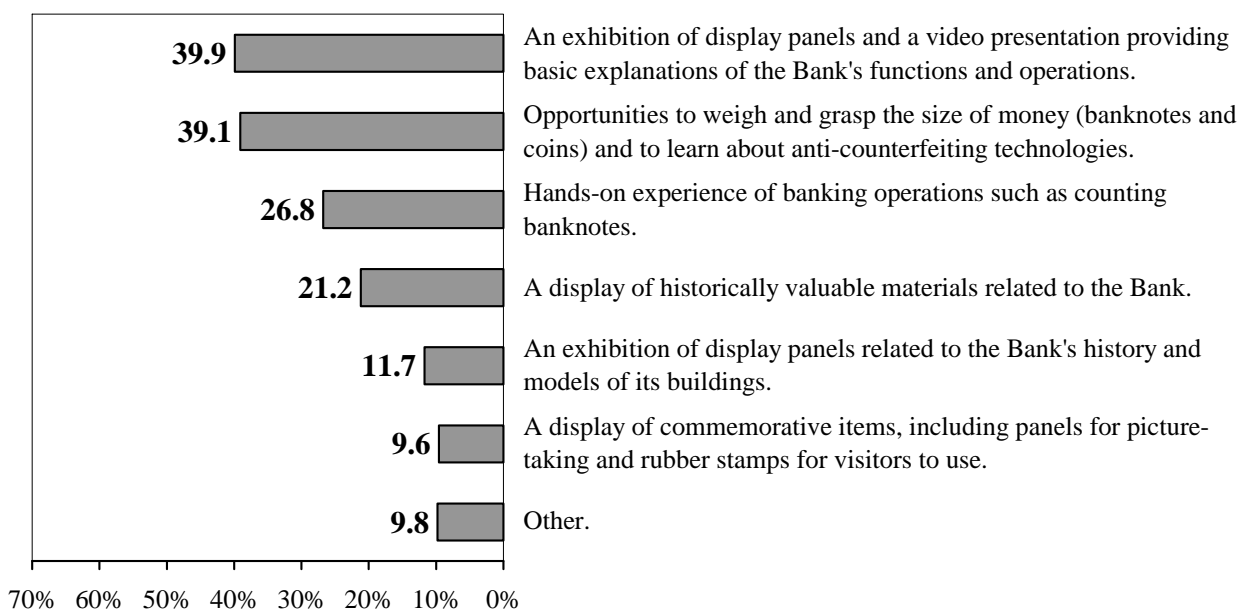 39.9
An exhibition of display panels and a video presentation providing
basic explanations of the Bank's functions and operations.
39.1
Opportunities to weigh and grasp the size of money (banknotes and
coins) and to learn about anti-counterfeiting technologies.
26.8
Hands-on experience of banking operations such as counting
banknotes.
21.2
A display of historically valuable materials related to the Bank.
11.7
An exhibition of display panels related to the Bank's history and
models of its buildings.
9.6
A display of commemorative items, including panels for picture-
taking and rubber stamps for visitors to use.
9.8
Other.
70% 60% 50% 40% 30% 20% 10% 0%